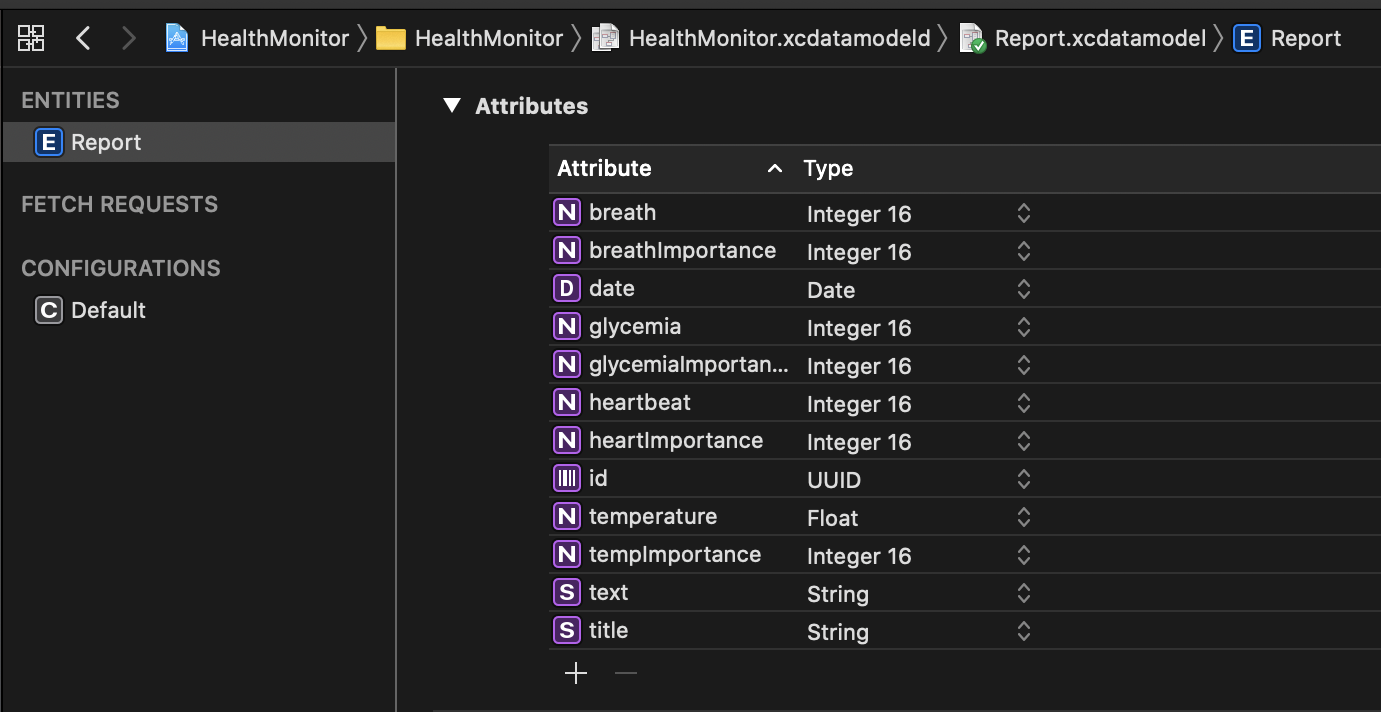 HealthMonitor HealthMonitor HealthMonitor.xcdatamodeld Report.xcdatamodel E Report
ENTITIES
E Report
FETCH REQUESTS
CONFIGURATIONS
C Default
Attributes
Attribute Type
N breath Integer 16
N breathImportance Integer 16
D date Date
N glycemia Integer 16
N glycemiaImportan... Integer 16
N heartbeat Integer 16
N heartImportance Integer 16
id UUID
N temperature Float
N tempImportance Integer 16
S text String
S title String